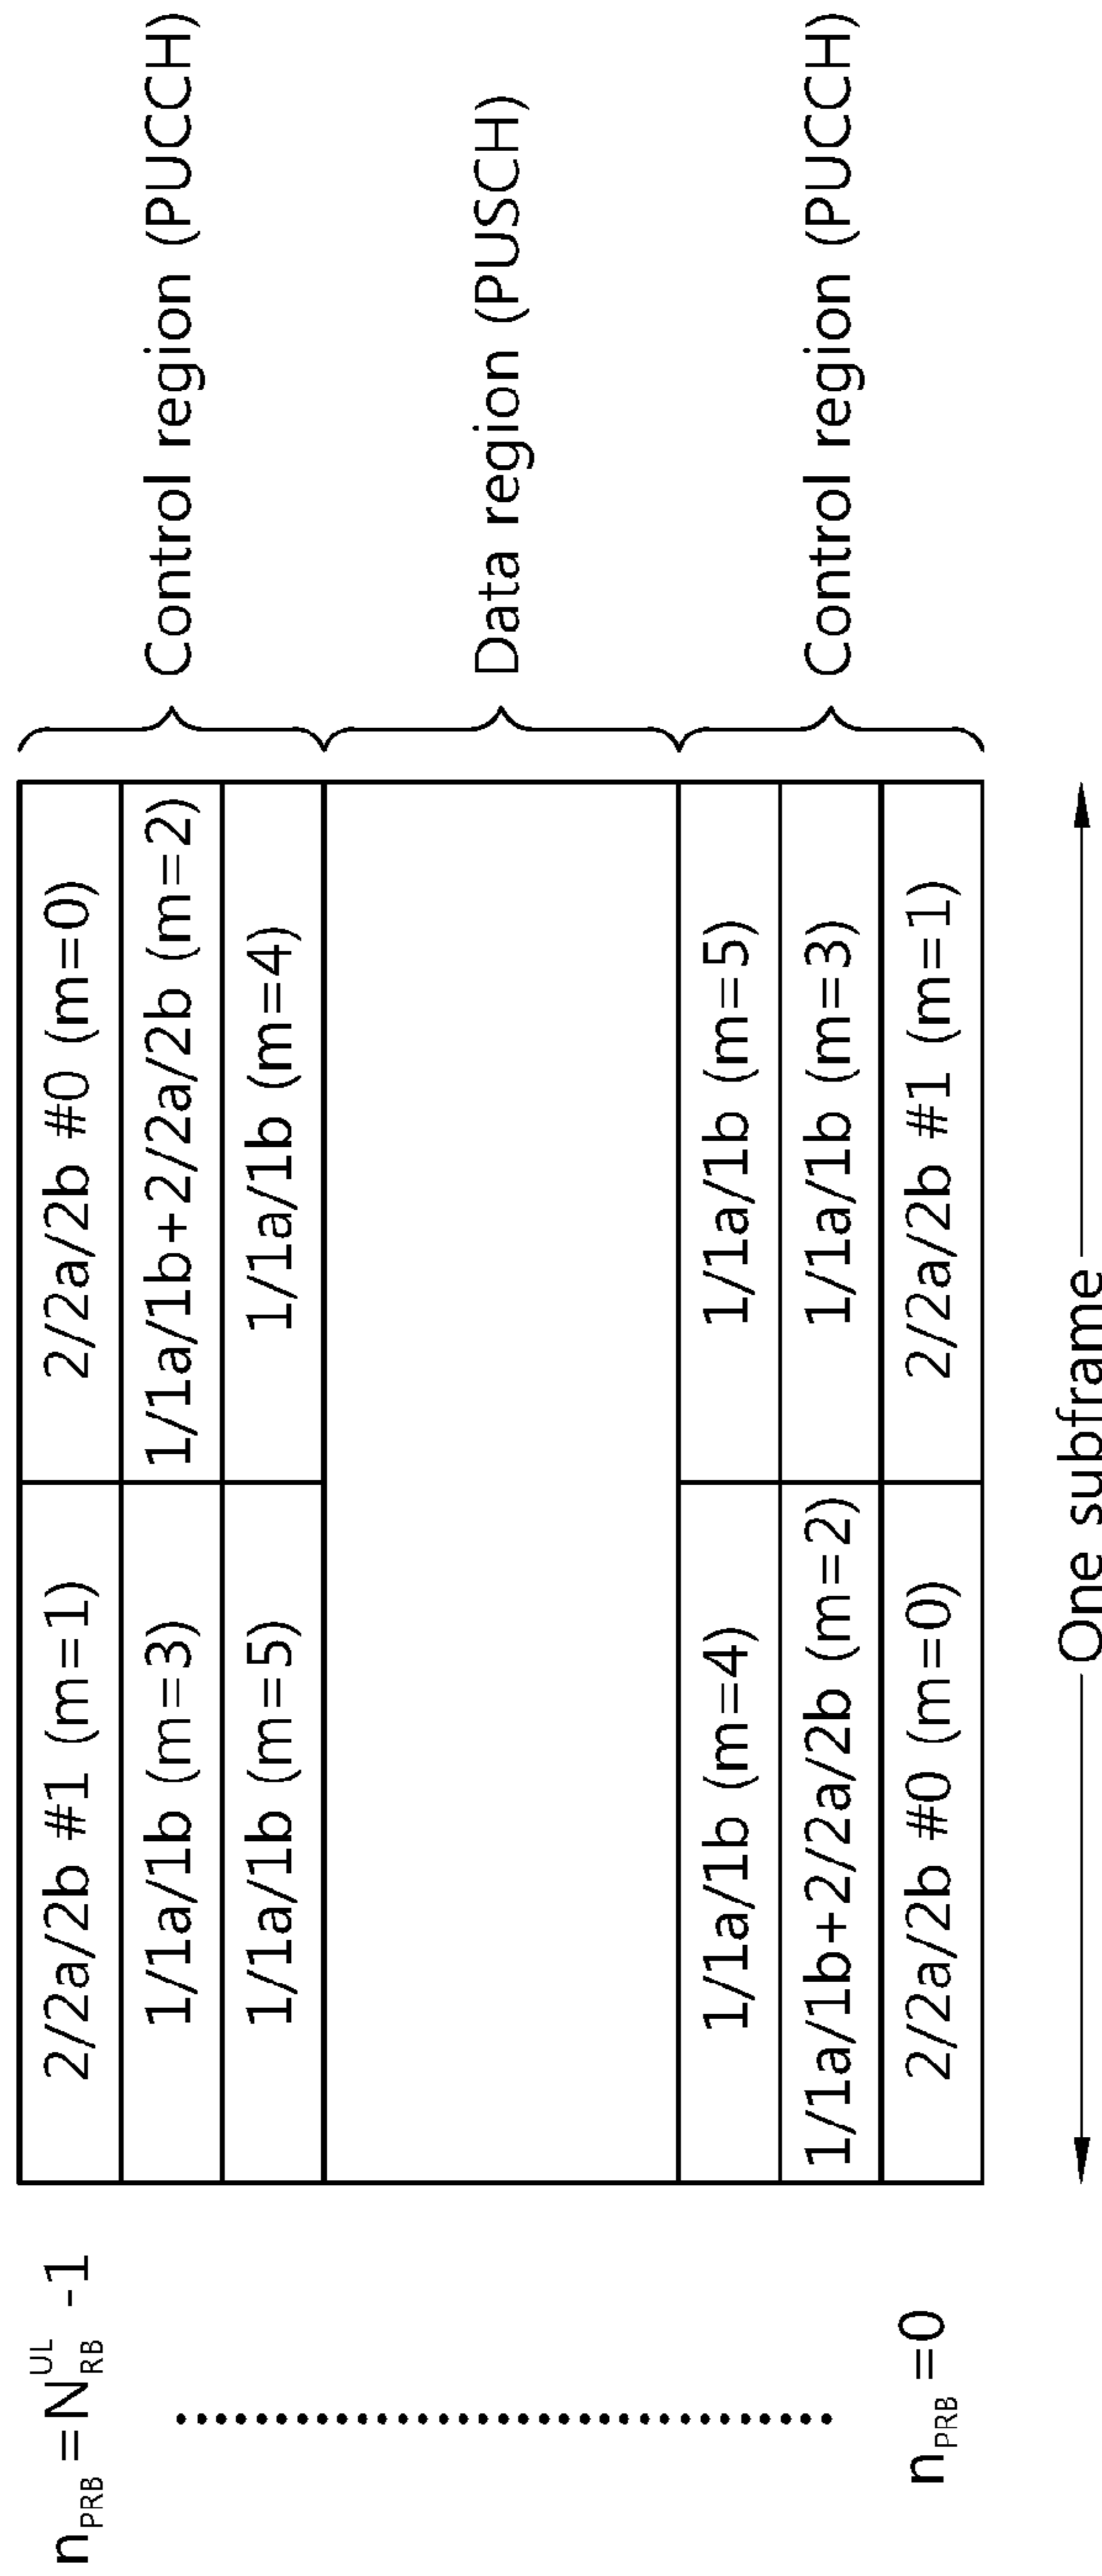 n_PRB =N_RB^UL -1
2/2a/2b #1 (m=1)
2/2a/2b #0 (m=0)
1/1a/1b (m=3)
1/1a/1b+2/2a/2b (m=2)
1/1a/1b (m=5)
1/1a/1b (m=4)
Control region (PUCCH)
Data region (PUSCH)
1/1a/1b (m=4)
1/1a/1b (m=5)
1/1a/1b+2/2a/2b (m=2)
1/1a/1b (m=3)
Control region (PUCCH)
n_PRB =0
2/2a/2b #0 (m=0)
2/2a/2b #1 (m=1)
One subframe